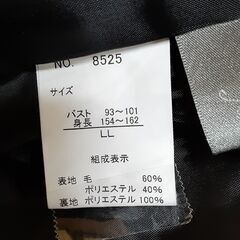 NO. 8525
サイズ
バスト 93～101
身長 154～162
LL
組成表示
表地 毛 60%
ポリエステル 40%
裏地 ポリエステル 100%